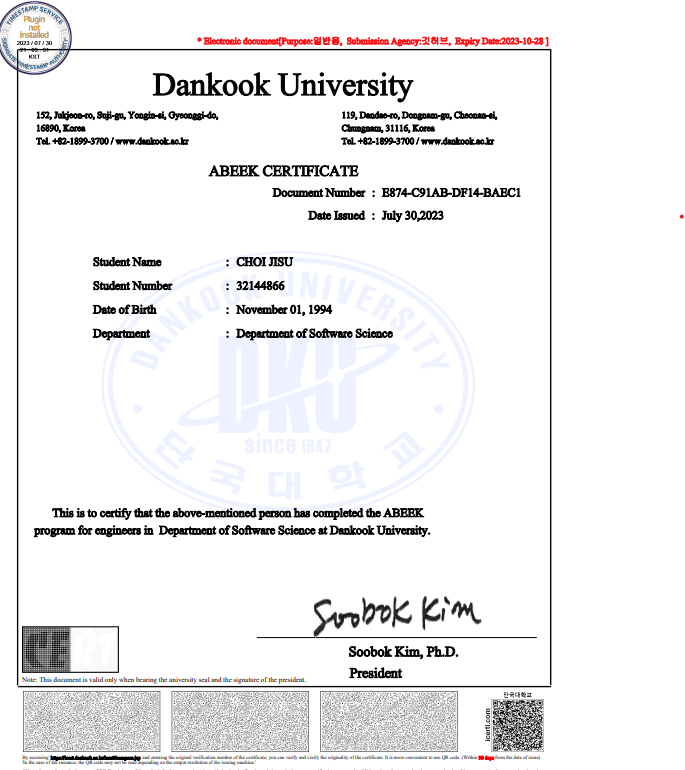 TIMESTAMP SERVICE
Plugin
not
installed
2023 / 07 / 30
KST
* Electronic document[Purpose:일반용, Submission Agency:깃허브, Expiry Date:2023-10-28 ]
Dankook University
152, Jukjeon-ro, Suji-gu, Yongin-si, Gyeonggi-do,
16890, Korea
Tel. +82-1899-3700 / www.dankook.ac.kr
119, Dandae-ro, Dongnam-gu, Cheonan-si,
Chungnam, 31116, Korea
Tel. +82-1899-3700 / www.dankook.ac.kr
ABEEK CERTIFICATE
Document Number : E874-C91AB-DF14-BAEC1
Date Issued : July 30,2023
Student Name : CHOI JISU
Student Number : 32144866
Date of Birth : November 01, 1994
Department : Department of Software Science
DANKOOK UNIVERSITY
DKU
since 1947
단국대학교
This is to certify that the above-mentioned person has completed the ABEEK
program for engineers in Department of Software Science at Dankook University.
Soobok Kim
Soobok Kim, Ph.D.
President
CERT
Note: This document is valid only when bearing the university seal and the signature of the president.
단국대학교
icerti.com
By accessing and entering the original verification number of the certificate, you can verify and verify the originality of the certificate. It is more convenient to use QR code. (Within 90 days from the date of issue)
In the case of fax issuance, the QR code may not be read depending on the output resolution of the issuing machine.